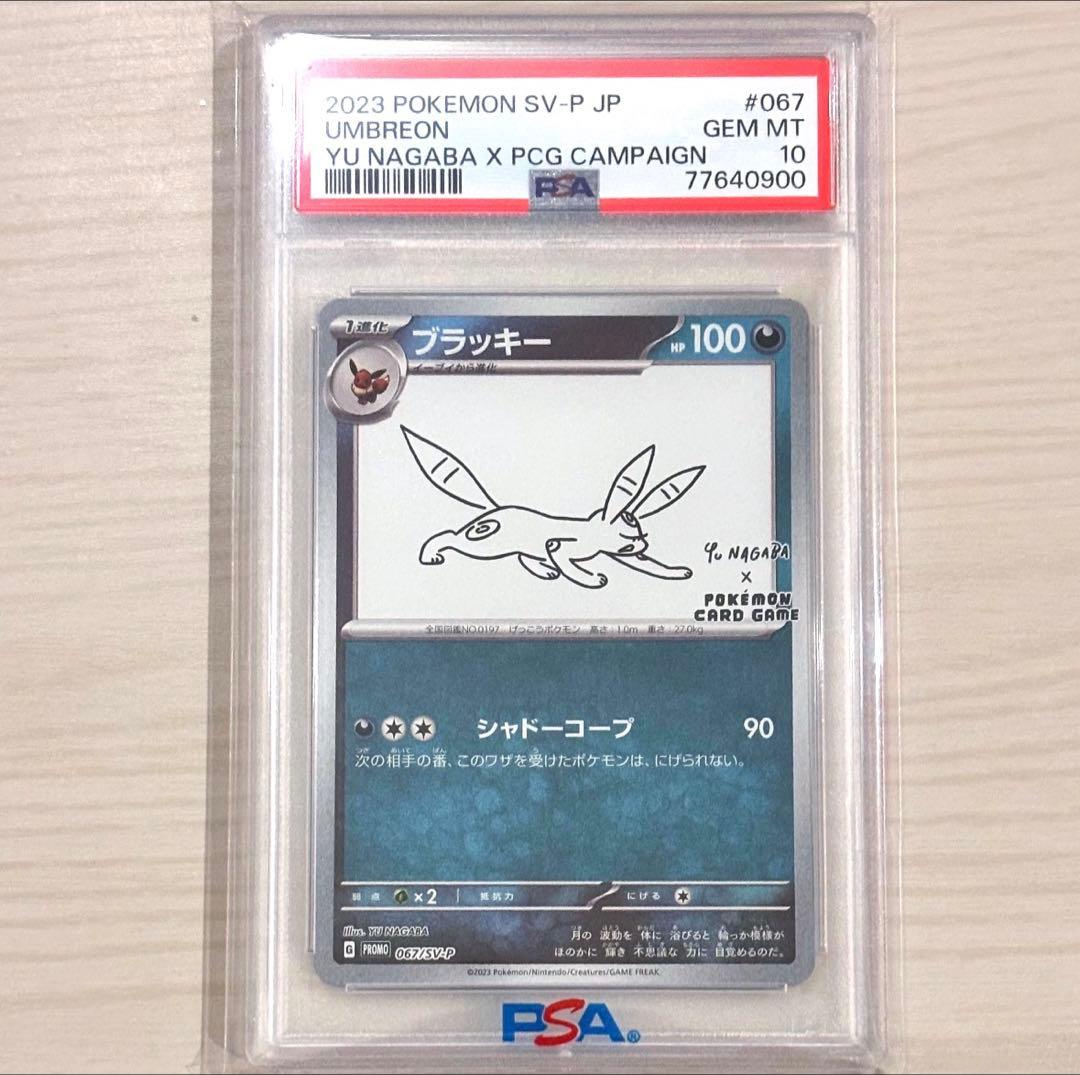 2023 POKEMON SV-P JP #067
UMBREON GEM MT
YU NAGABA X PCG CAMPAIGN 10
PSA 77640900
1進化 ブラッキー HP 100
イーブイから進化
Yu NAGABA
×
POKÉMON
CARD GAME
全国図鑑NO.0197 げっこうポケモン 高さ:1.0m 重さ:27.0kg
シャドーコープ 90
次の相手の番、このワザを受けたポケモンは、にげられない。
弱点 ×2 抵抗力 にげる
Illus. YU NAGABA
月の波動を体に浴びると輪っか模様が
ほのかに輝き不思議な力に目覚めるのだ。
G PROMO 067/SV-P
©2023 Pokémon/Nintendo/Creatures/GAME FREAK.
PSA®